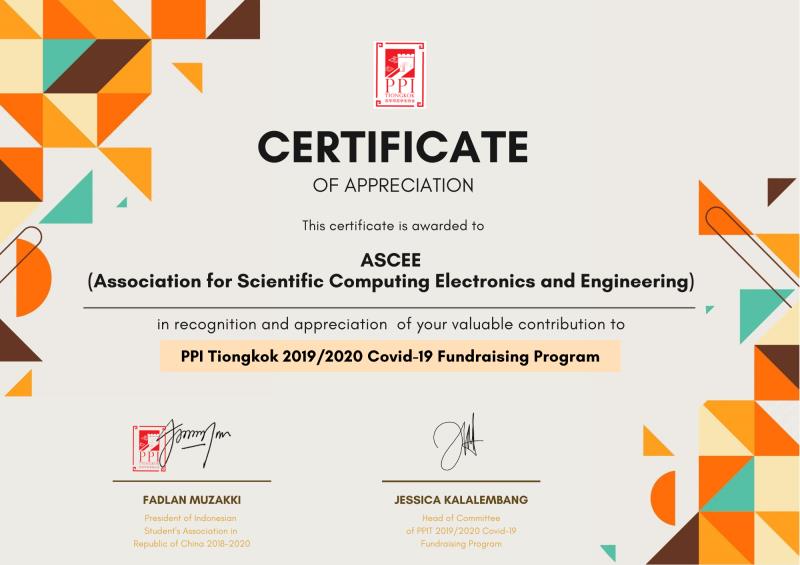 PPI
TIONGKOK
CERTIFICATE
OF APPRECIATION
This certificate is awarded to
ASCEE
(Association for Scientific Computing Electronics and Engineering)
in recognition and appreciation of your valuable contribution to
PPI Tiongkok 2019/2020 Covid-19 Fundraising Program
PPI
FADLAN MUZAKKI
President of Indonesian
Student's Association in
Republic of China 2018-2020
JESSICA KALALEMBANG
Head of Committee
of PPIT 2019/2020 Covid-19
Fundraising Program